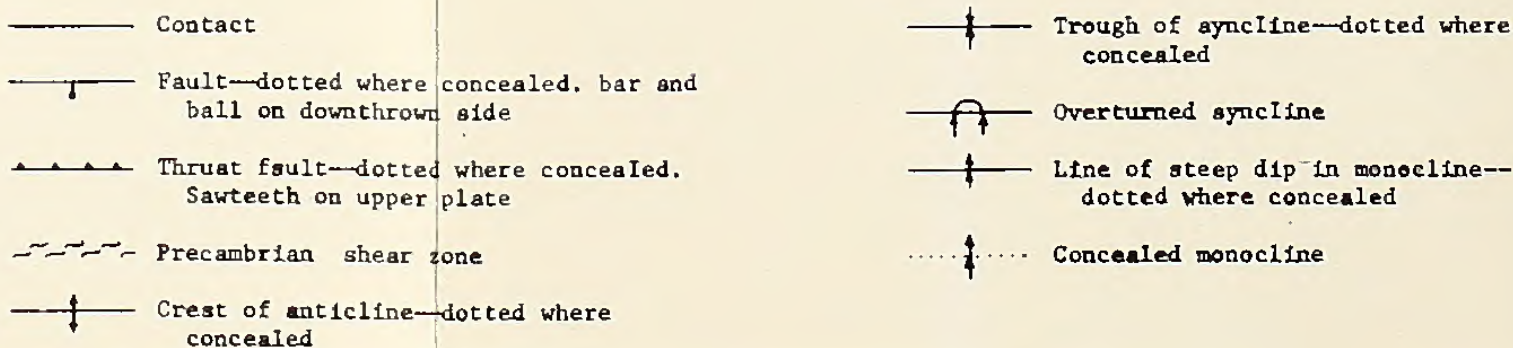 Contact
Fault—dotted where concealed. bar and
ball on downthrown side
Thrust fault—dotted where concealed.
Sawteeth on upper plate
Precambrian shear zone
Crest of anticline—dotted where
concealed
Trough of syncline—dotted where
concealed
Overturned syncline
Line of steep dip in monocline--
dotted where concealed
Concealed monocline